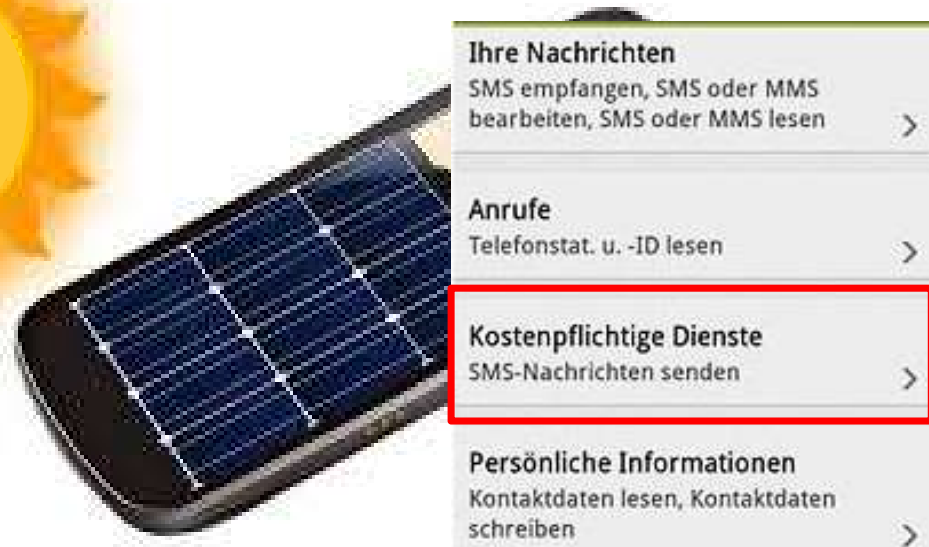 Ihre Nachrichten
SMS empfangen, SMS oder MMS
bearbeiten, SMS oder MMS lesen
Anrufe
Telefonstat. u. -ID lesen
Kostenpflichtige Dienste
SMS-Nachrichten senden
Persönliche Informationen
Kontaktdaten lesen, Kontaktdaten
schreiben